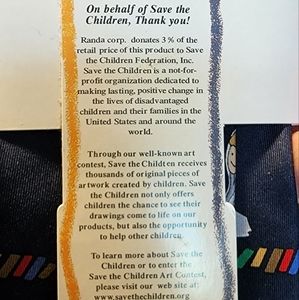 On behalf of Save the
Children, Thank you!
Randa corp. donates 3 % of the
retail price of this product to Save
the Children Federation, Inc.
Save the Children is a not-for-
profit organization dedicated to
making lasting, positive change in
the lives of disadvantaged
children and their families in the
United States and around the
world.
Through our well-known art
contest, Save the Children receives
thousands of original pieces of
artwork created by children. Save
the Children not only offers
children the chance to see their
drawings come to life on our
products, but also the opportunity
to help other children.
To learn more about Save the
Children or to enter the
Save the Children Art Contest,
please visit our web site at:
www.savethechildren.org